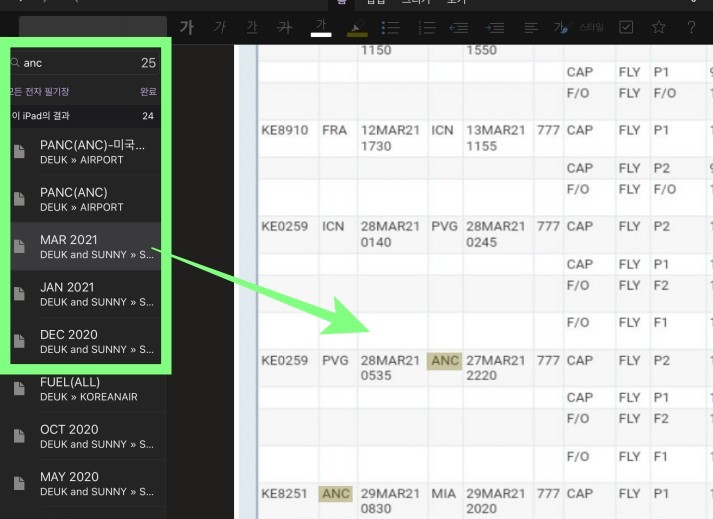 가 가 간 가 가 가 스타일 ?
anc 25
모든 전자 필기장 완료
이 iPad의 결과 24
PANC(ANC)-미국...
DEUK » AIRPORT
PANC(ANC)
DEUK » AIRPORT
MAR 2021
DEUK and SUNNY » S...
JAN 2021
DEUK and SUNNY » S...
DEC 2020
DEUK and SUNNY » S...
FUEL(ALL)
DEUK » KOREANAIR
OCT 2020
DEUK and SUNNY » S...
MAY 2020
DEUK and SUNNY » S...
1150 1550
CAP FLY P1
F/O FLY F/O
KE8910 FRA 12MAR21 ICN 13MAR21 777 CAP FLY P1
1730 1155
CAP FLY P2
F/O FLY F/O
KE0259 ICN 28MAR21 PVG 28MAR21 777 CAP FLY P2
0140 0245
CAP FLY P1
F/O FLY F2
F/O FLY F1
KE0259 PVG 28MAR21 ANC 27MAR21 777 CAP FLY P2
0535 2220
CAP FLY P1
F/O FLY F2
F/O FLY F1
KE8251 ANC 29MAR21 MIA 29MAR21 777 CAP FLY P1
0830 2020